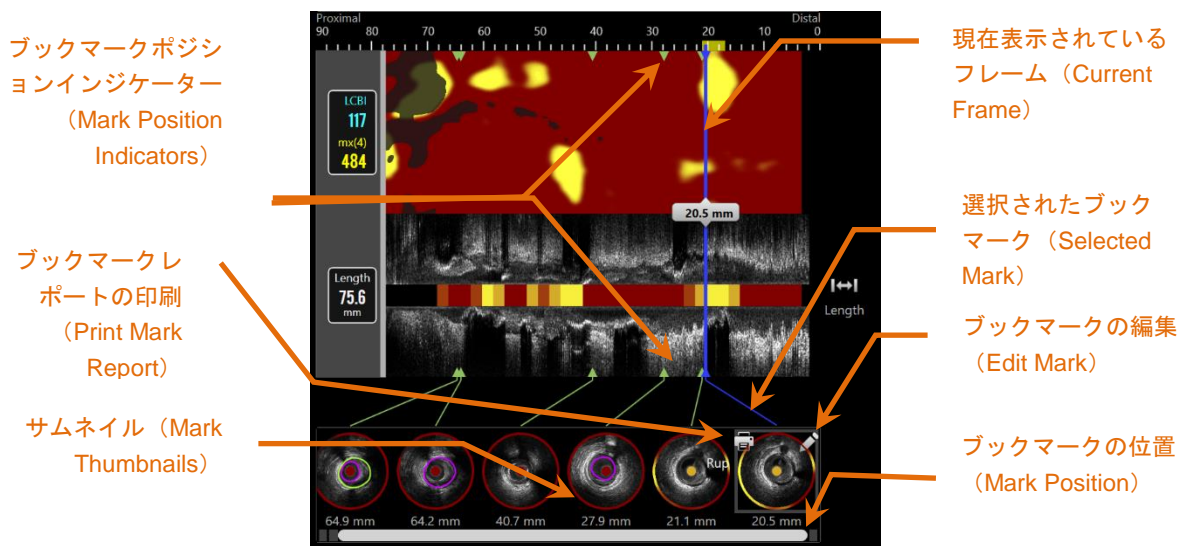 ブックマークポジシ
ョンインジケーター
（Mark Position
Indicators）
ブックマークレ
ポートの印刷
（Print Mark
Report）
サムネイル（Mark
Thumbnails）
Proximal
Distal
90 80 70 60 50 40 30 20 10 0
LCBI
117
mx(4)
484
20.5 mm
Length
75.6
mm
Length
Rup
64.9 mm 64.2 mm 40.7 mm 27.9 mm 21.1 mm 20.5 mm
現在表示されている
フレーム（Current
Frame）
選択されたブック
マーク（Selected
Mark）
ブックマークの編集
（Edit Mark）
ブックマークの位置
（Mark Position）